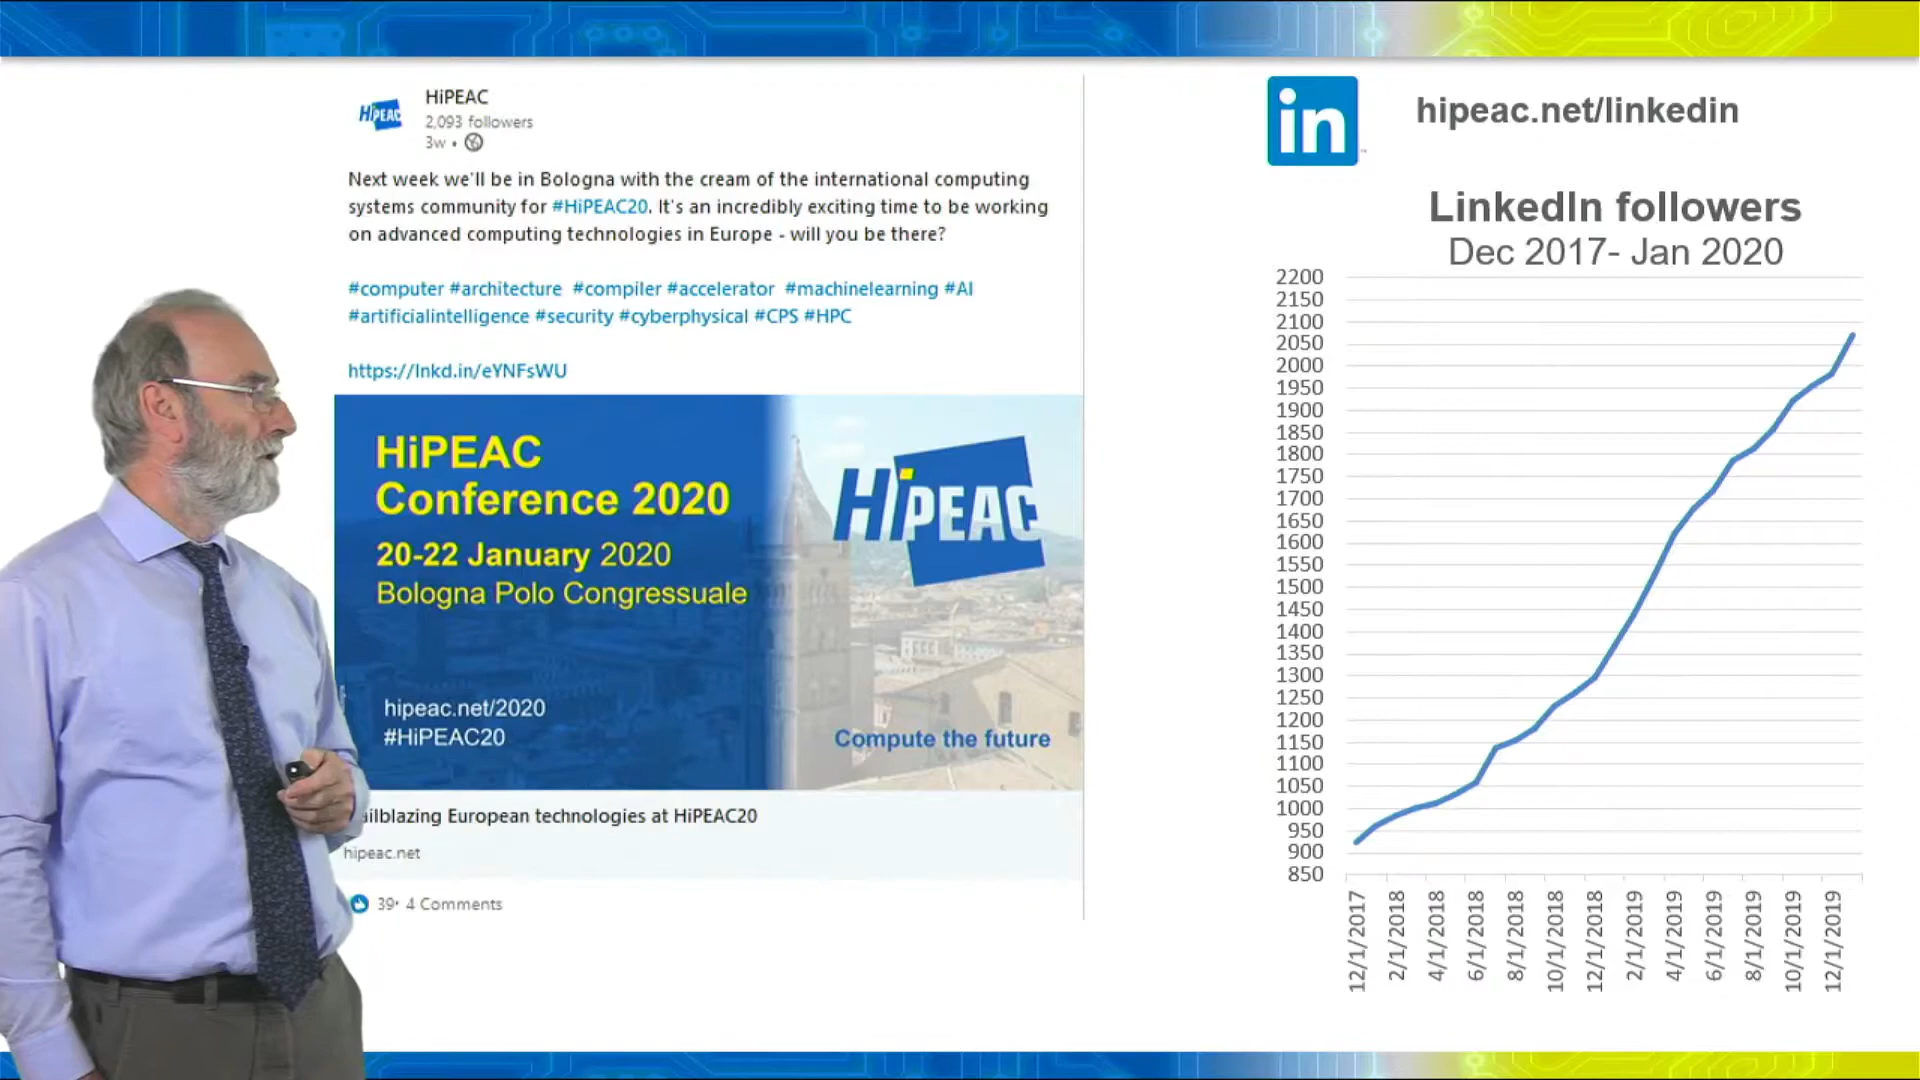 HiPEAC
HiPEAC
2,093 followers
3w •
Next week we'll be in Bologna with the cream of the international computing
systems community for #HiPEAC20. It's an incredibly exciting time to be working
on advanced computing technologies in Europe - will you be there?
#computer #architecture #compiler #accelerator #machinelearning #AI
#artificialintelligence #security #cyberphysical #CPS #HPC
https://lnkd.in/eYNFsWU
HiPEAC
Conference 2020
20-22 January 2020
Bologna Polo Congressuale
HiPEAC
hipeac.net/2020
#HiPEAC20
Compute the future
ailblazing European technologies at HiPEAC20
hipeac.net
39• 4 Comments
in
hipeac.net/linkedin
LinkedIn followers
Dec 2017- Jan 2020
2200
2150
2100
2050
2000
1950
1900
1850
1800
1750
1700
1650
1600
1550
1500
1450
1400
1350
1300
1250
1200
1150
1100
1050
1000
950
900
850
12/1/2017
2/1/2018
4/1/2018
6/1/2018
8/1/2018
10/1/2018
12/1/2018
2/1/2019
4/1/2019
6/1/2019
8/1/2019
10/1/2019
12/1/2019